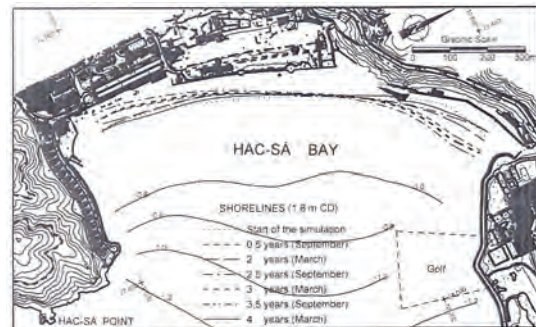 Graphic Scale
0 100 200 300m
HAC-SÁ BAY
SHORELINES (1.8 m CD)
Start of the simulation
0.5 years (September)
2 years (March)
2.5 years (September)
3 years (March)
3.5 years (September)
4 years (March)
Golf
HAC-SÁ POINT